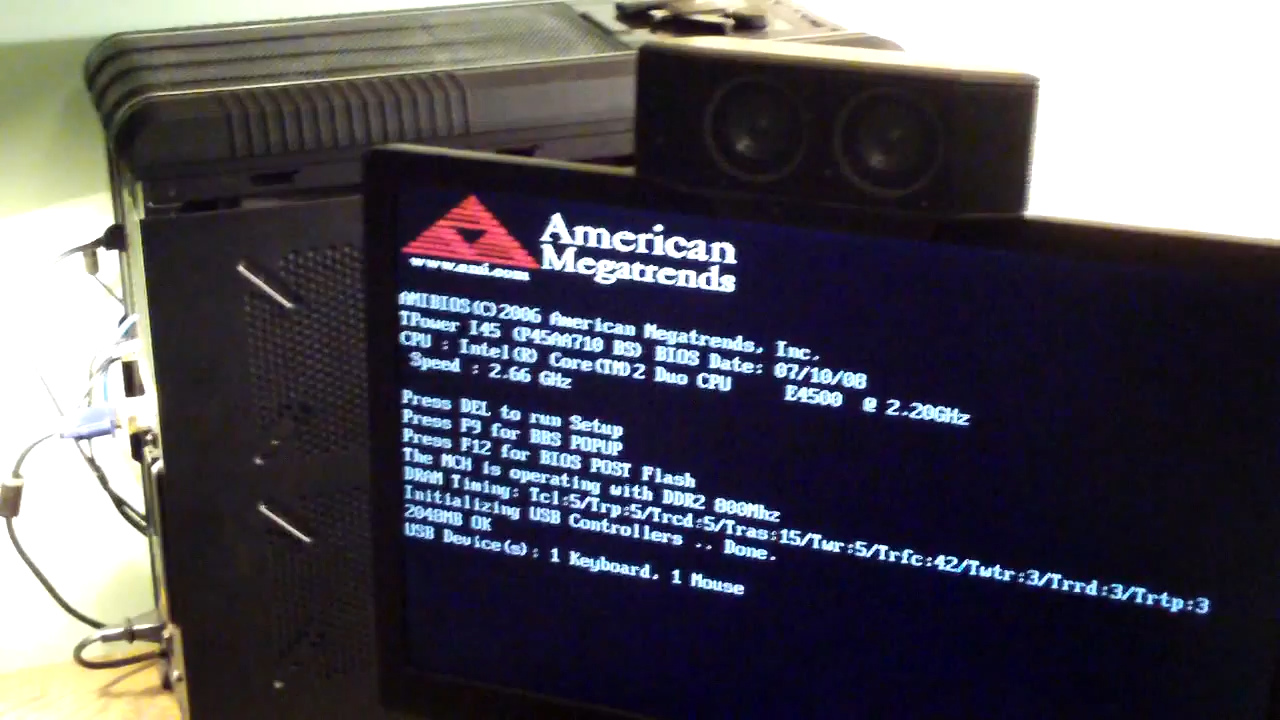 American
Megatrends
www.ami.com
AMIBIOS(C)2006 American Megatrends, Inc.
TPower I45 (P45AA710 BS) BIOS Date: 07/10/08
CPU : Intel(R) Core(TM)2 Duo CPU E4500 @ 2.20GHz
Speed : 2.66 GHz
Press DEL to run Setup
Press F9 for BBS POPUP
Press F12 for BIOS POST Flash
The MCH is operating with DDR2 800Mhz
DRAM Timing: Tcl:5/Trp:5/Trcd:5/Tras:15/Twr:5/Trfc:42/Twtr:3/Trrd:3/Trtp:3
Initializing USB Controllers .. Done.
2048MB OK
USB Device(s): 1 Keyboard, 1 Mouse